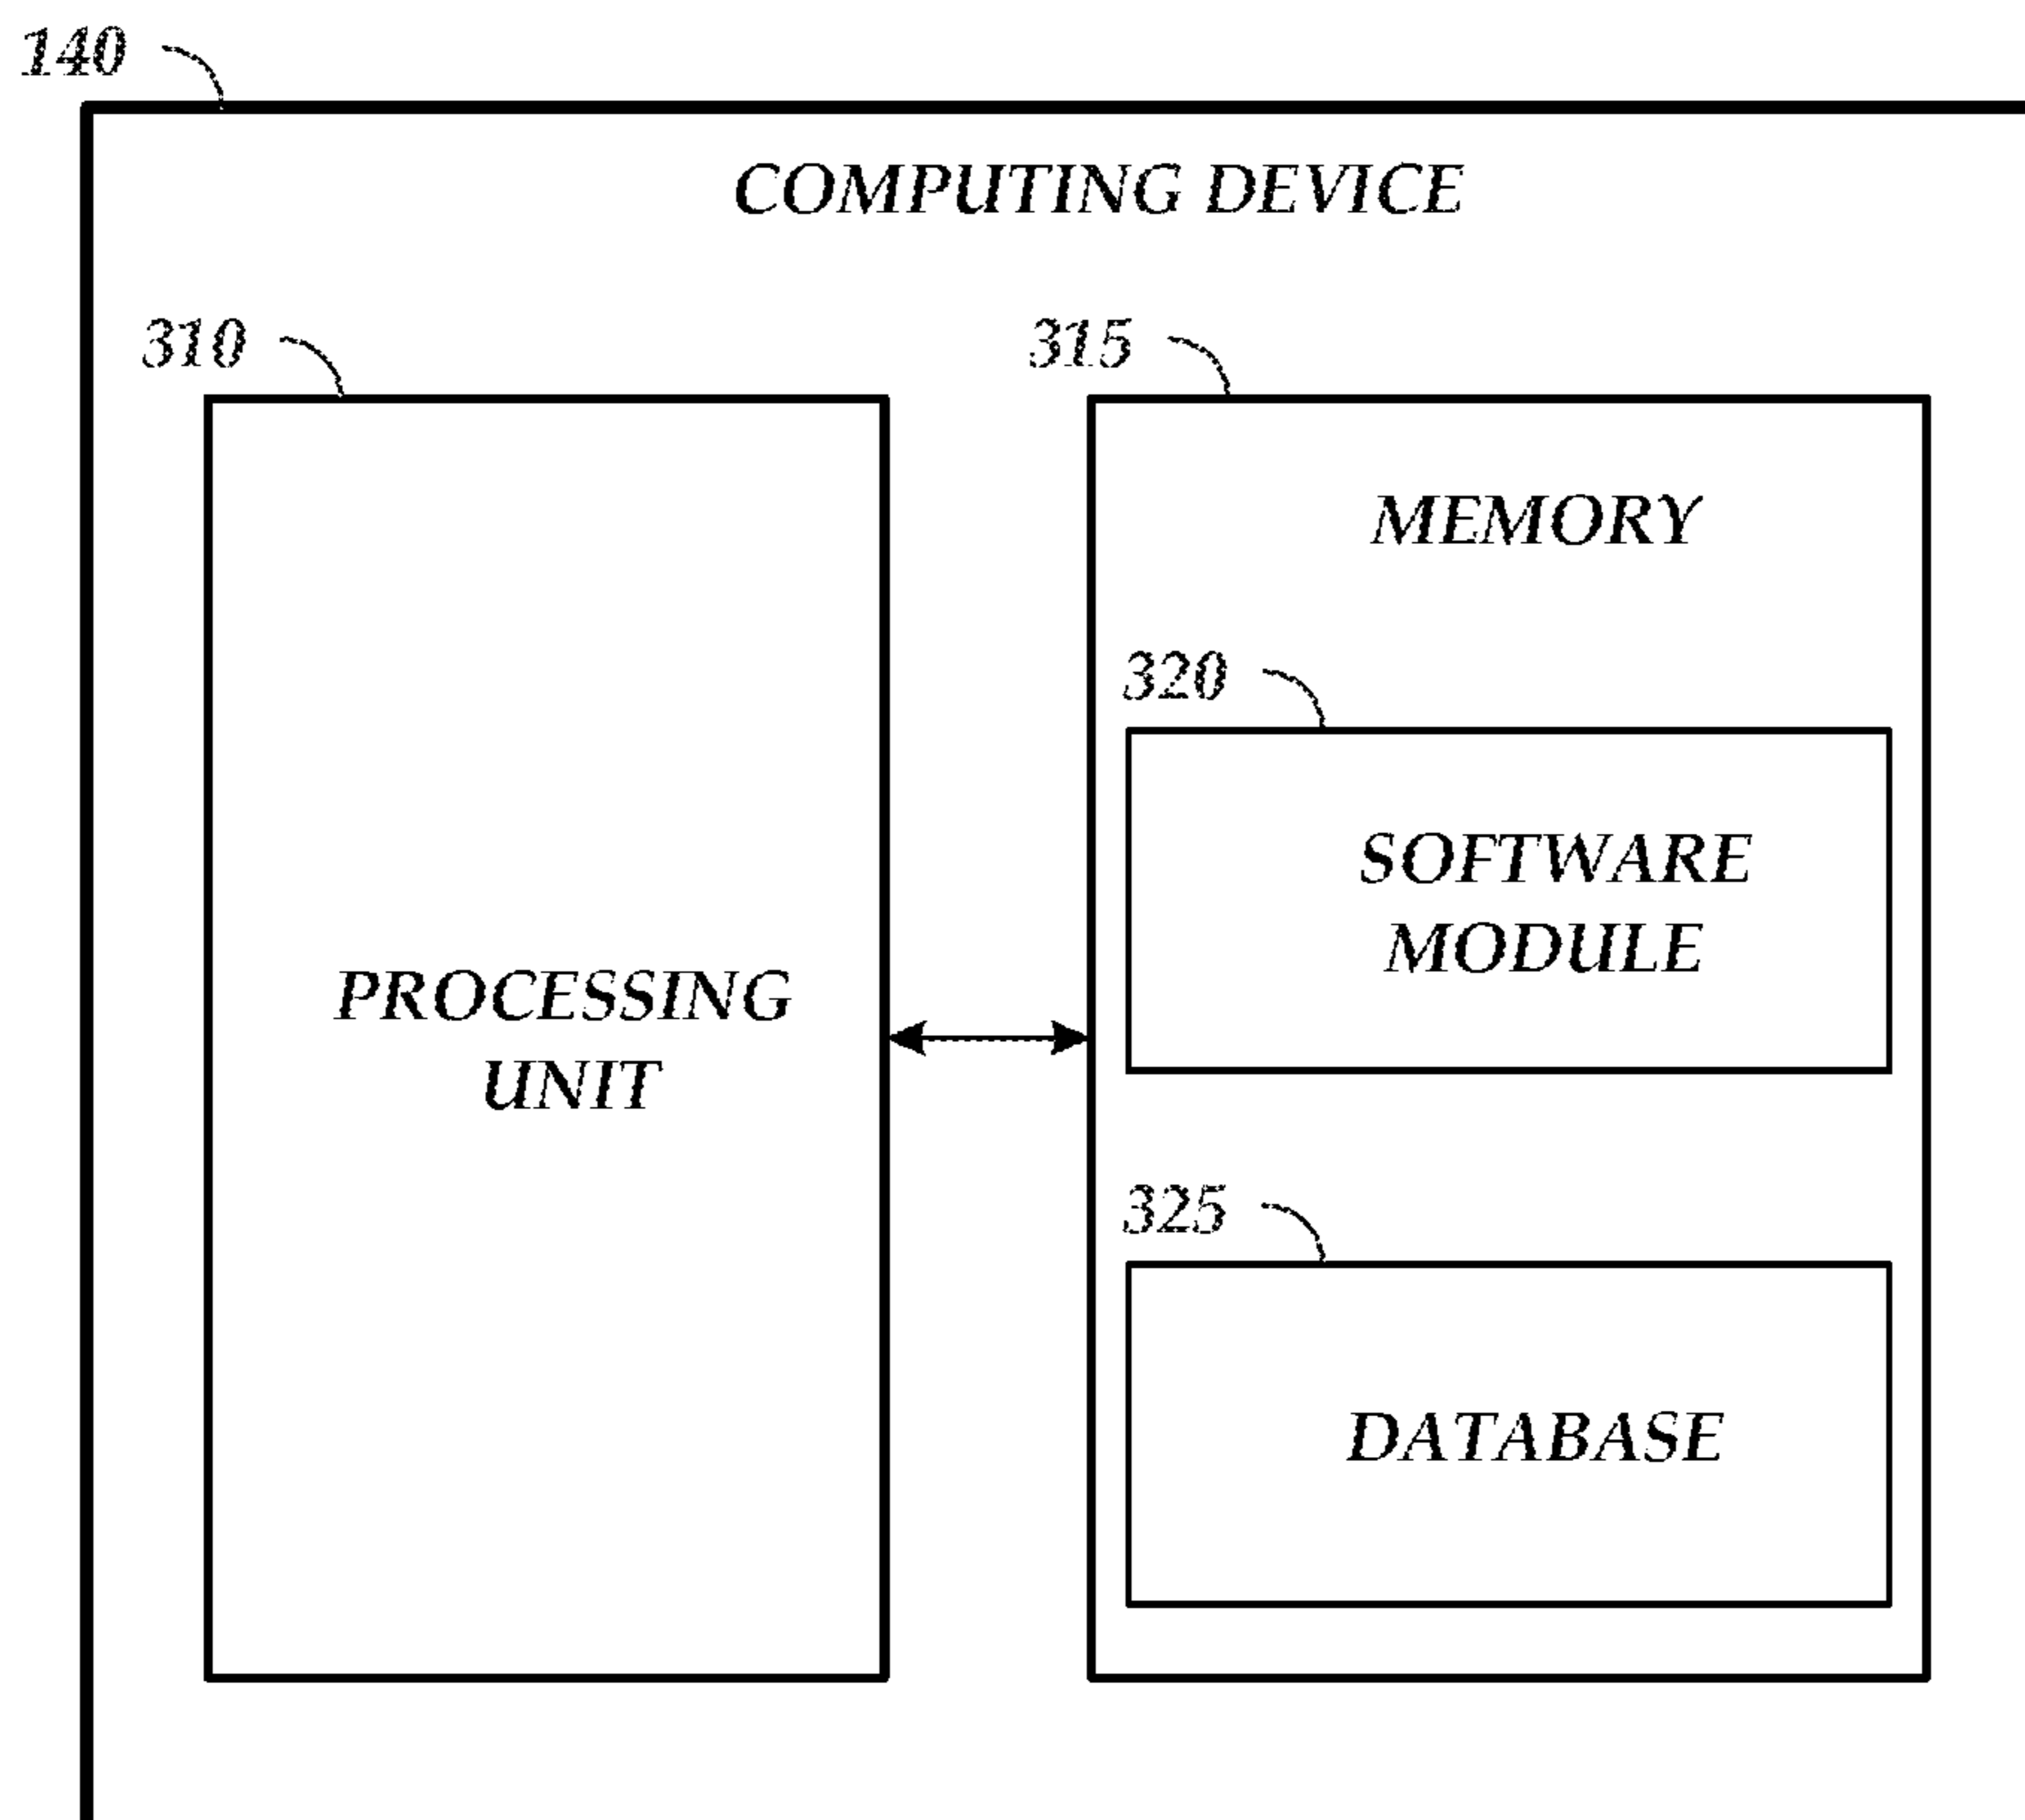 140
COMPUTING DEVICE
310
315
MEMORY
320
SOFTWARE
MODULE
PROCESSING
UNIT
325
DATABASE